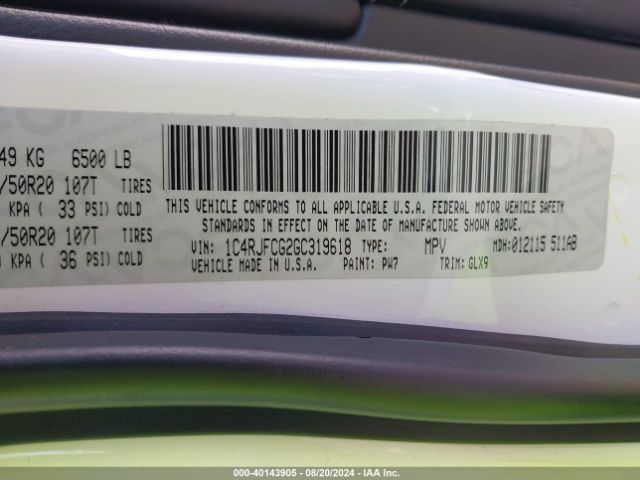 49 KG 6500 LB
/50R20 107T TIRES
KPA ( 33 PSI) COLD
/50R20 107T TIRES
KPA ( 36 PSI) COLD
THIS VEHICLE CONFORMS TO ALL APPLICABLE U.S.A. FEDERAL MOTOR VEHICLE SAFETY
STANDARDS IN EFFECT ON THE DATE OF MANUFACTURE SHOWN ABOVE.
VIN: 1C4RJFCG2GC319618 TYPE: MPV MDH:012115 511AB
VEHICLE MADE IN U.S.A. PAINT: PW7 TRIM: GLX9
000-40143905 - 08/20/2024 - IAA Inc.